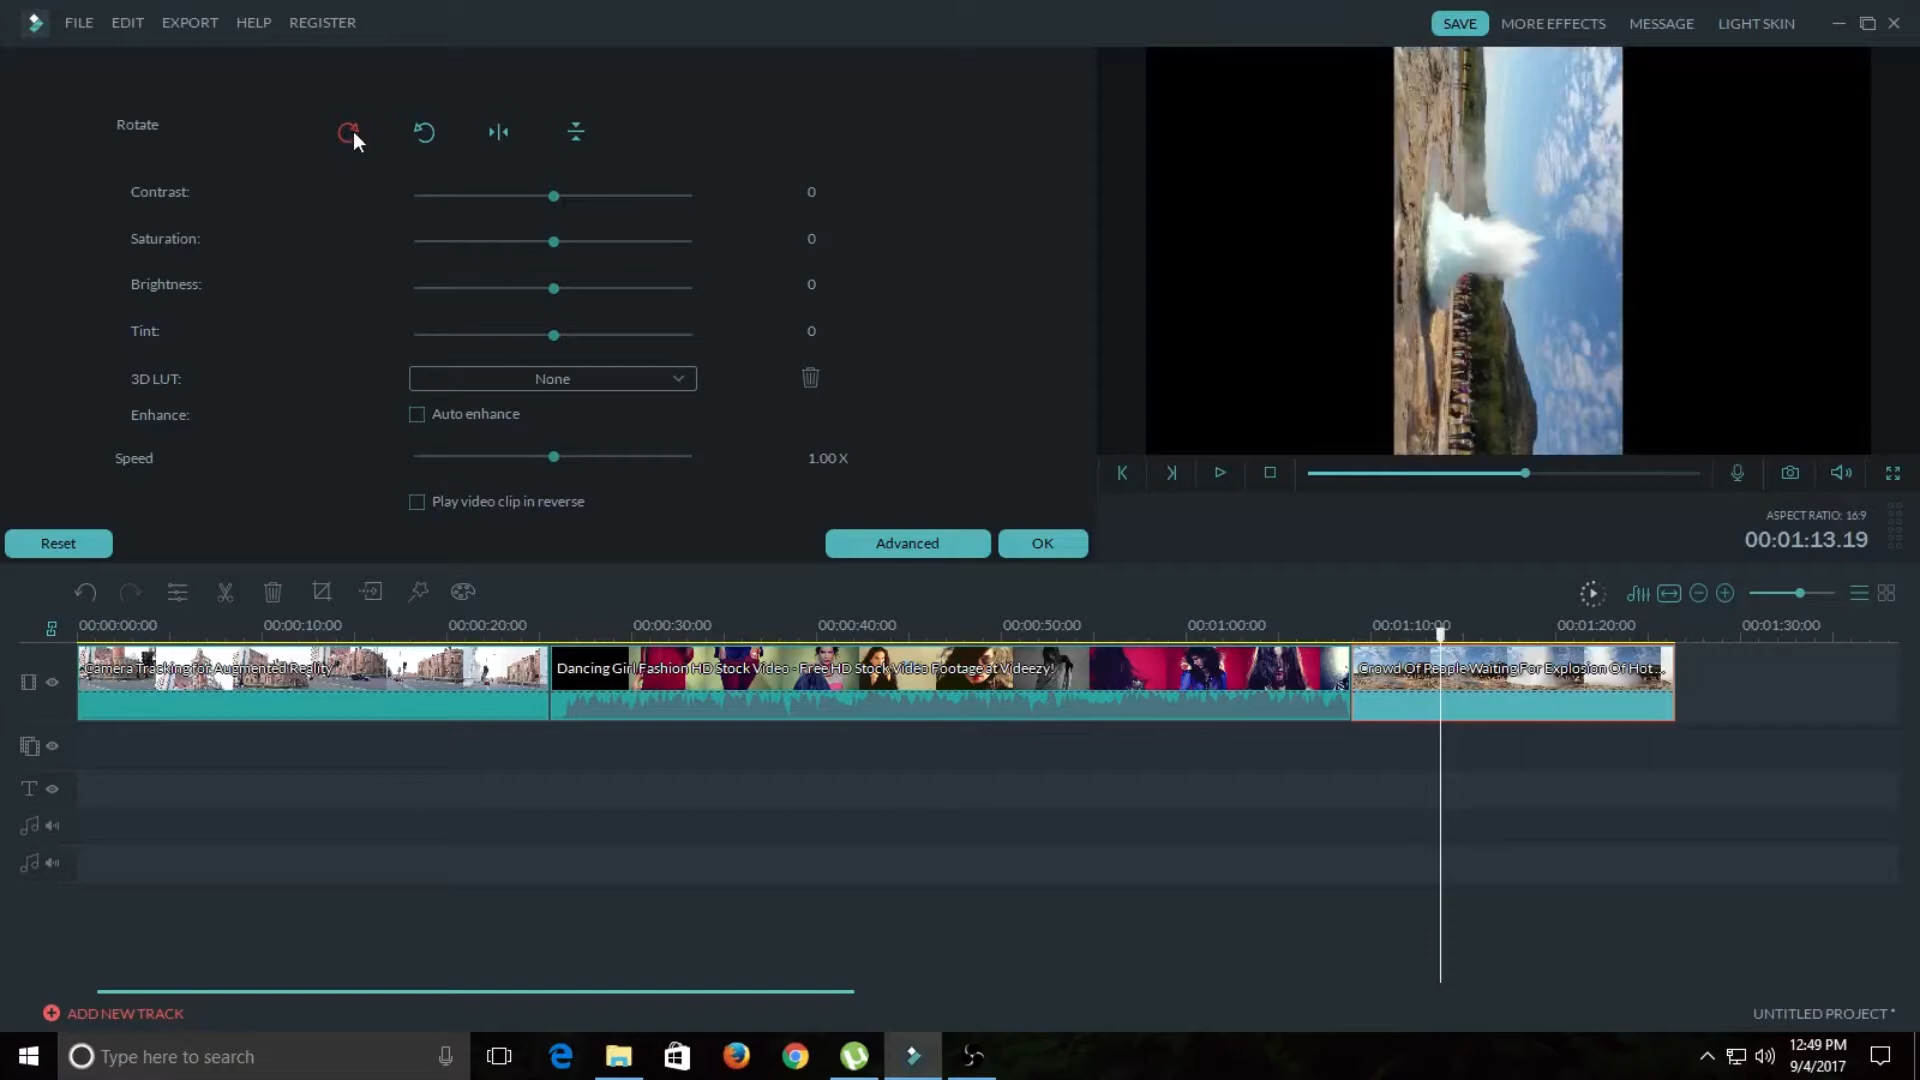 FILE EDIT EXPORT HELP REGISTER
SAVE MORE EFFECTS MESSAGE LIGHT SKIN
Rotate
Contrast: 0
Saturation: 0
Brightness: 0
Tint: 0
3D LUT: None
Enhance: Auto enhance
Speed 1.00 X
Play video clip in reverse
Reset Advanced OK
ASPECT RATIO: 16:9
00:01:13.19
00:00:00:00 00:00:10:00 00:00:20:00 00:00:30:00 00:00:40:00 00:00:50:00 00:01:00:00 00:01:10:00 00:01:20:00 00:01:30:00
Camera Tracking for Augmented Reality Dancing Girl Fashion HD Stock Video - Free HD Stock Video Footage at Videezy! Crowd Of People Waiting For Explosion Of Hot...
ADD NEW TRACK
UNTITLED PROJECT *
Type here to search
12:49 PM
9/4/2017